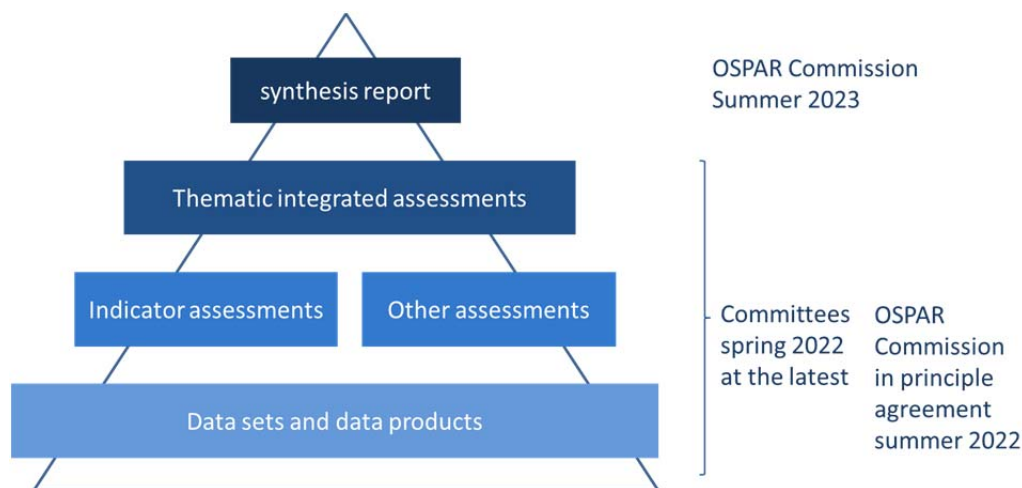 synthesis report
OSPAR Commission
Summer 2023
Thematic integrated assessments
Indicator assessments
Other assessments
Committees
spring 2022
at the latest
OSPAR
Commission
in principle
agreement
summer 2022
Data sets and data products